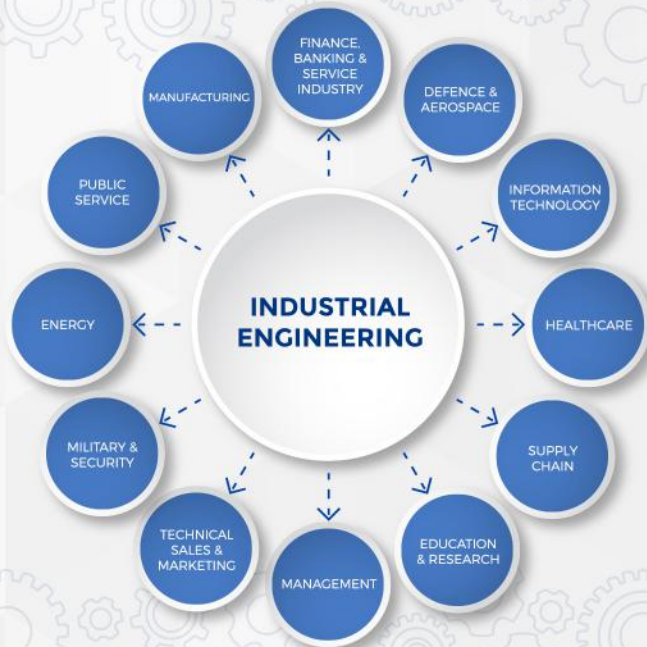 FINANCE,
BANKING &
SERVICE
INDUSTRY
DEFENCE &
AEROSPACE
INFORMATION
TECHNOLOGY
HEALTHCARE
SUPPLY
CHAIN
EDUCATION
& RESEARCH
MANAGEMENT
TECHNICAL
SALES &
MARKETING
MILITARY &
SECURITY
ENERGY
PUBLIC
SERVICE
MANUFACTURING
INDUSTRIAL
ENGINEERING